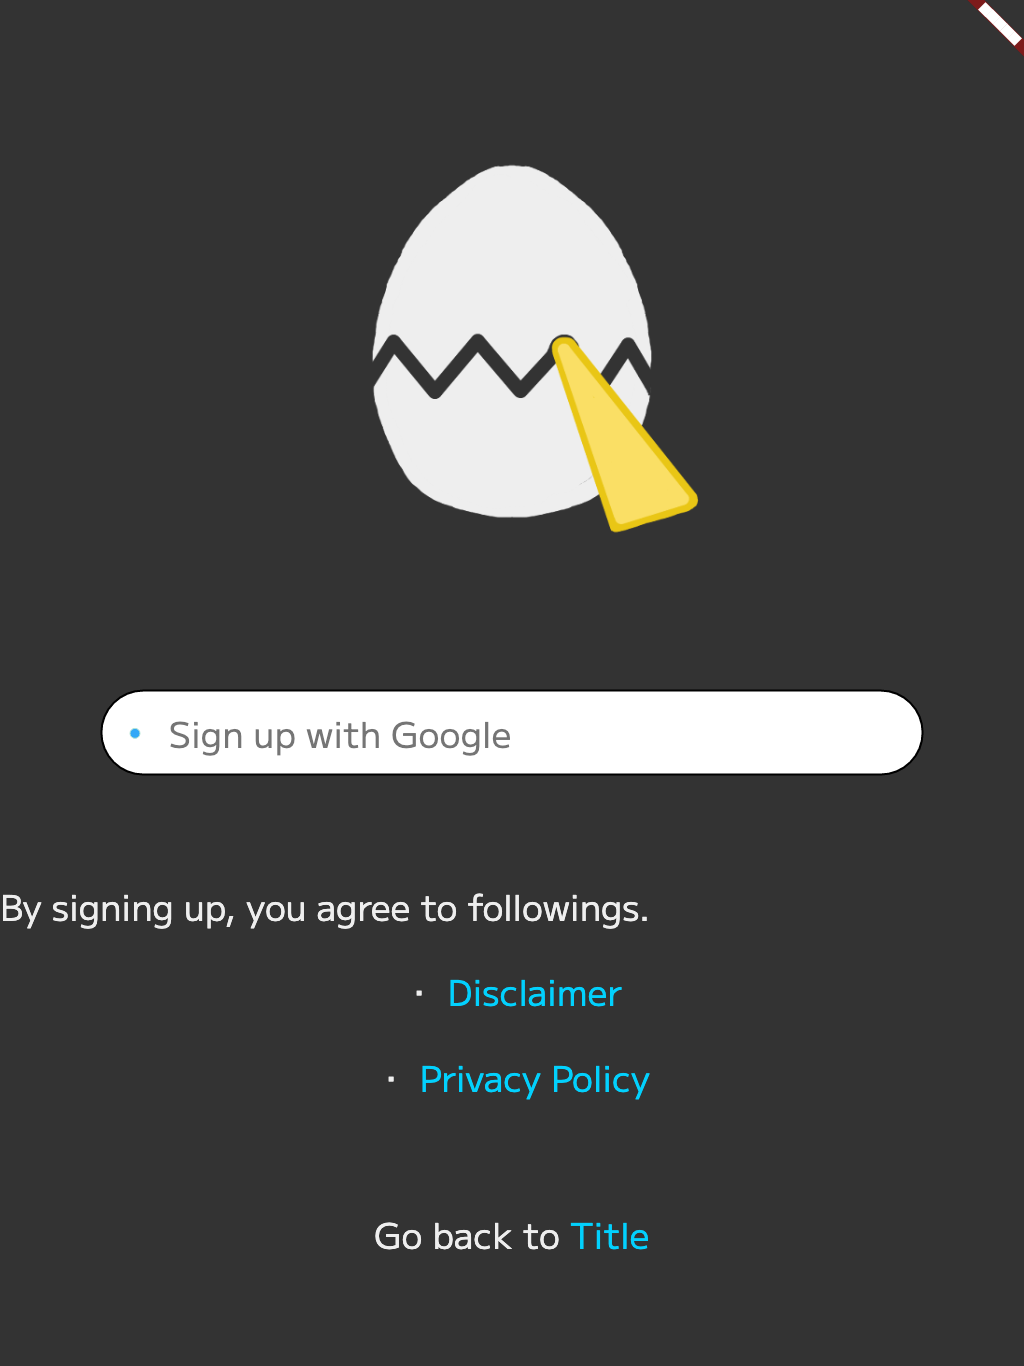 Sign up with Google
By signing up, you agree to followings.
・ Disclaimer
・ Privacy Policy
Go back to Title